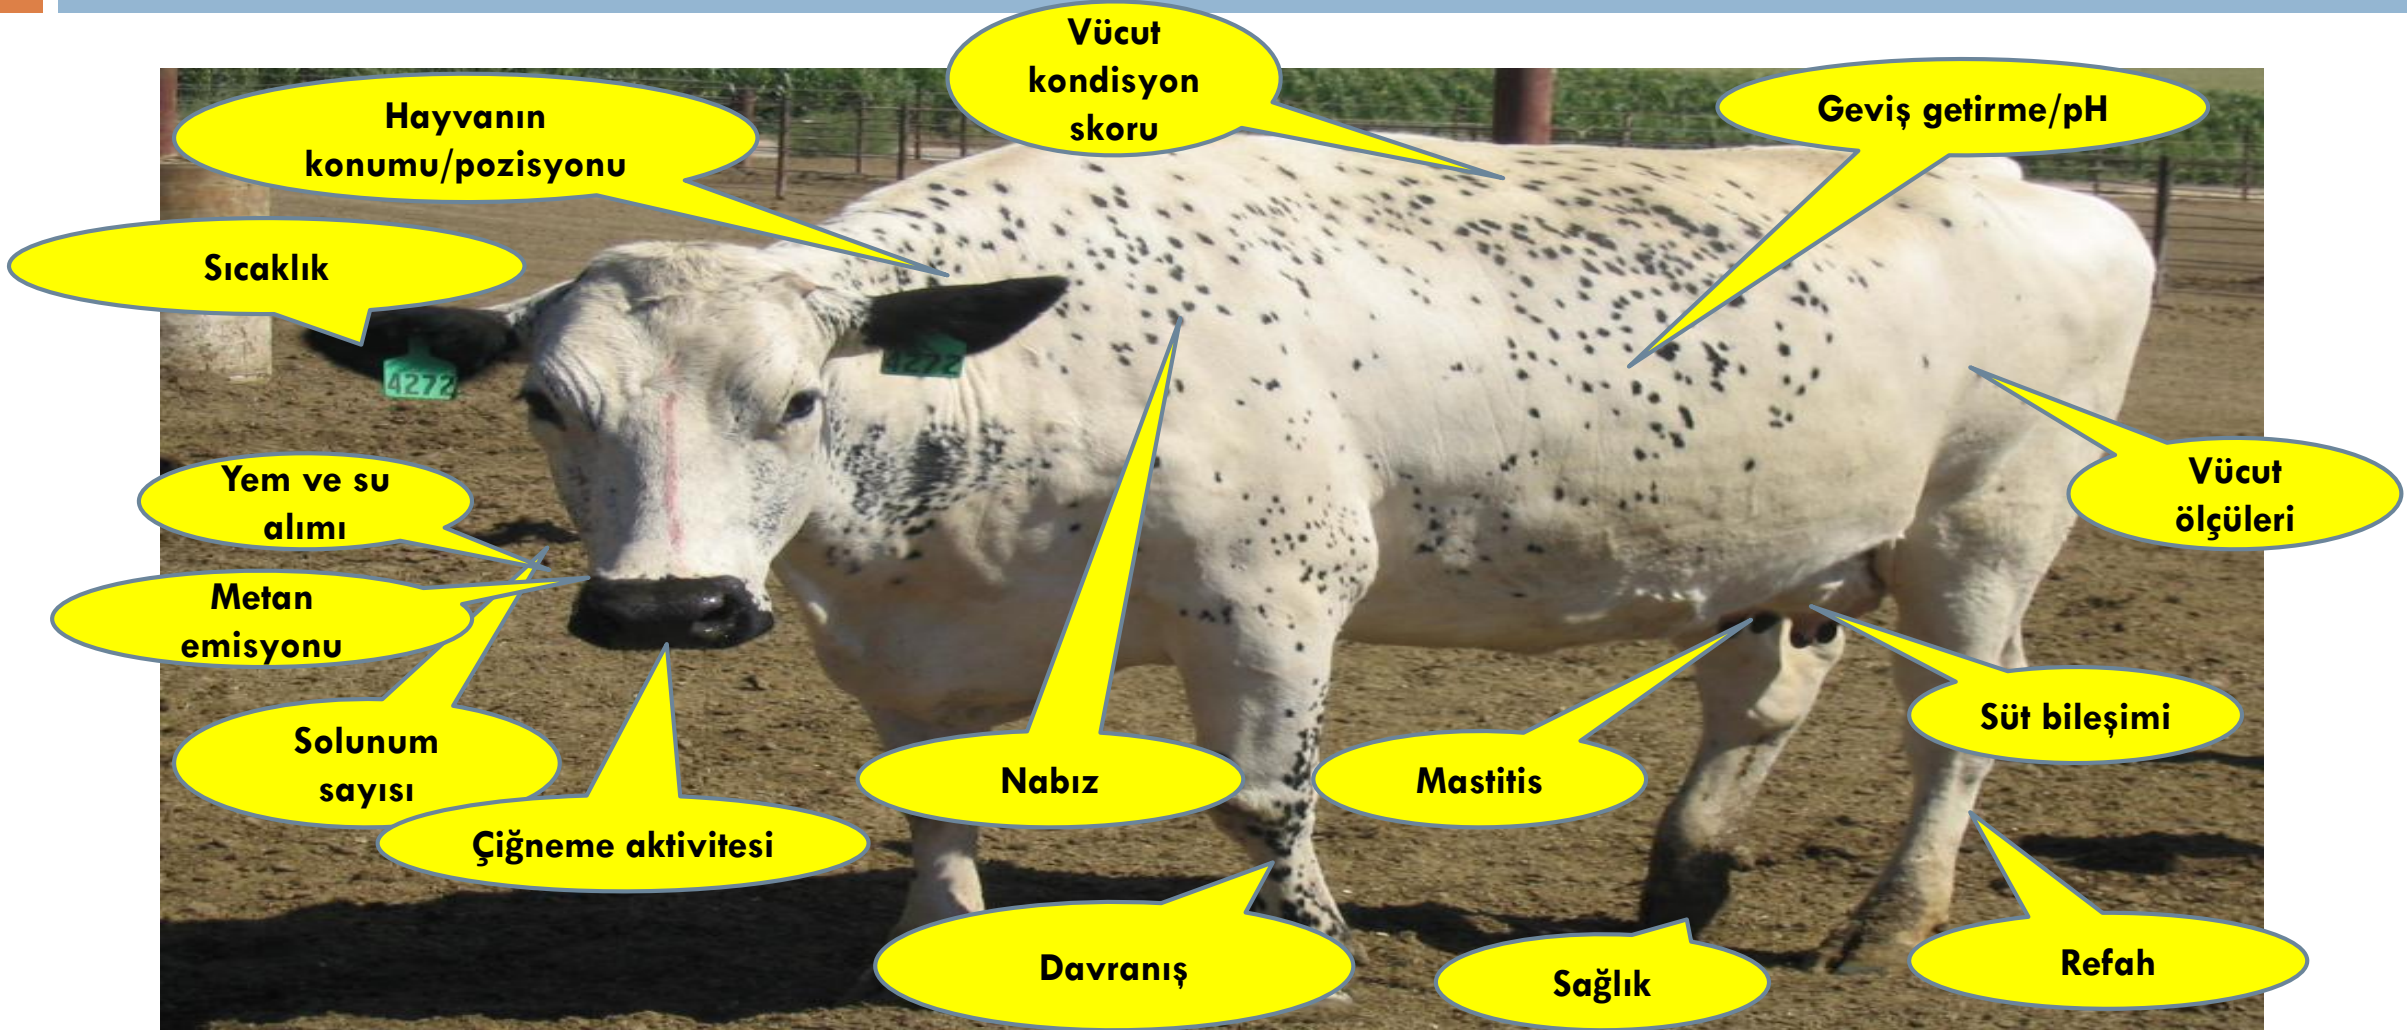 Vücut
kondisyon
skoru
Hayvanın
konumu/pozisyonu
Geviş getirme/pH
Sıcaklık
4272
4272
Yem ve su
alımı
Vücut
ölçüleri
Metan
emisyonu
Solunum
sayısı
Nabız
Mastitis
Süt bileşimi
Çiğneme aktivitesi
Davranış
Sağlık
Refah